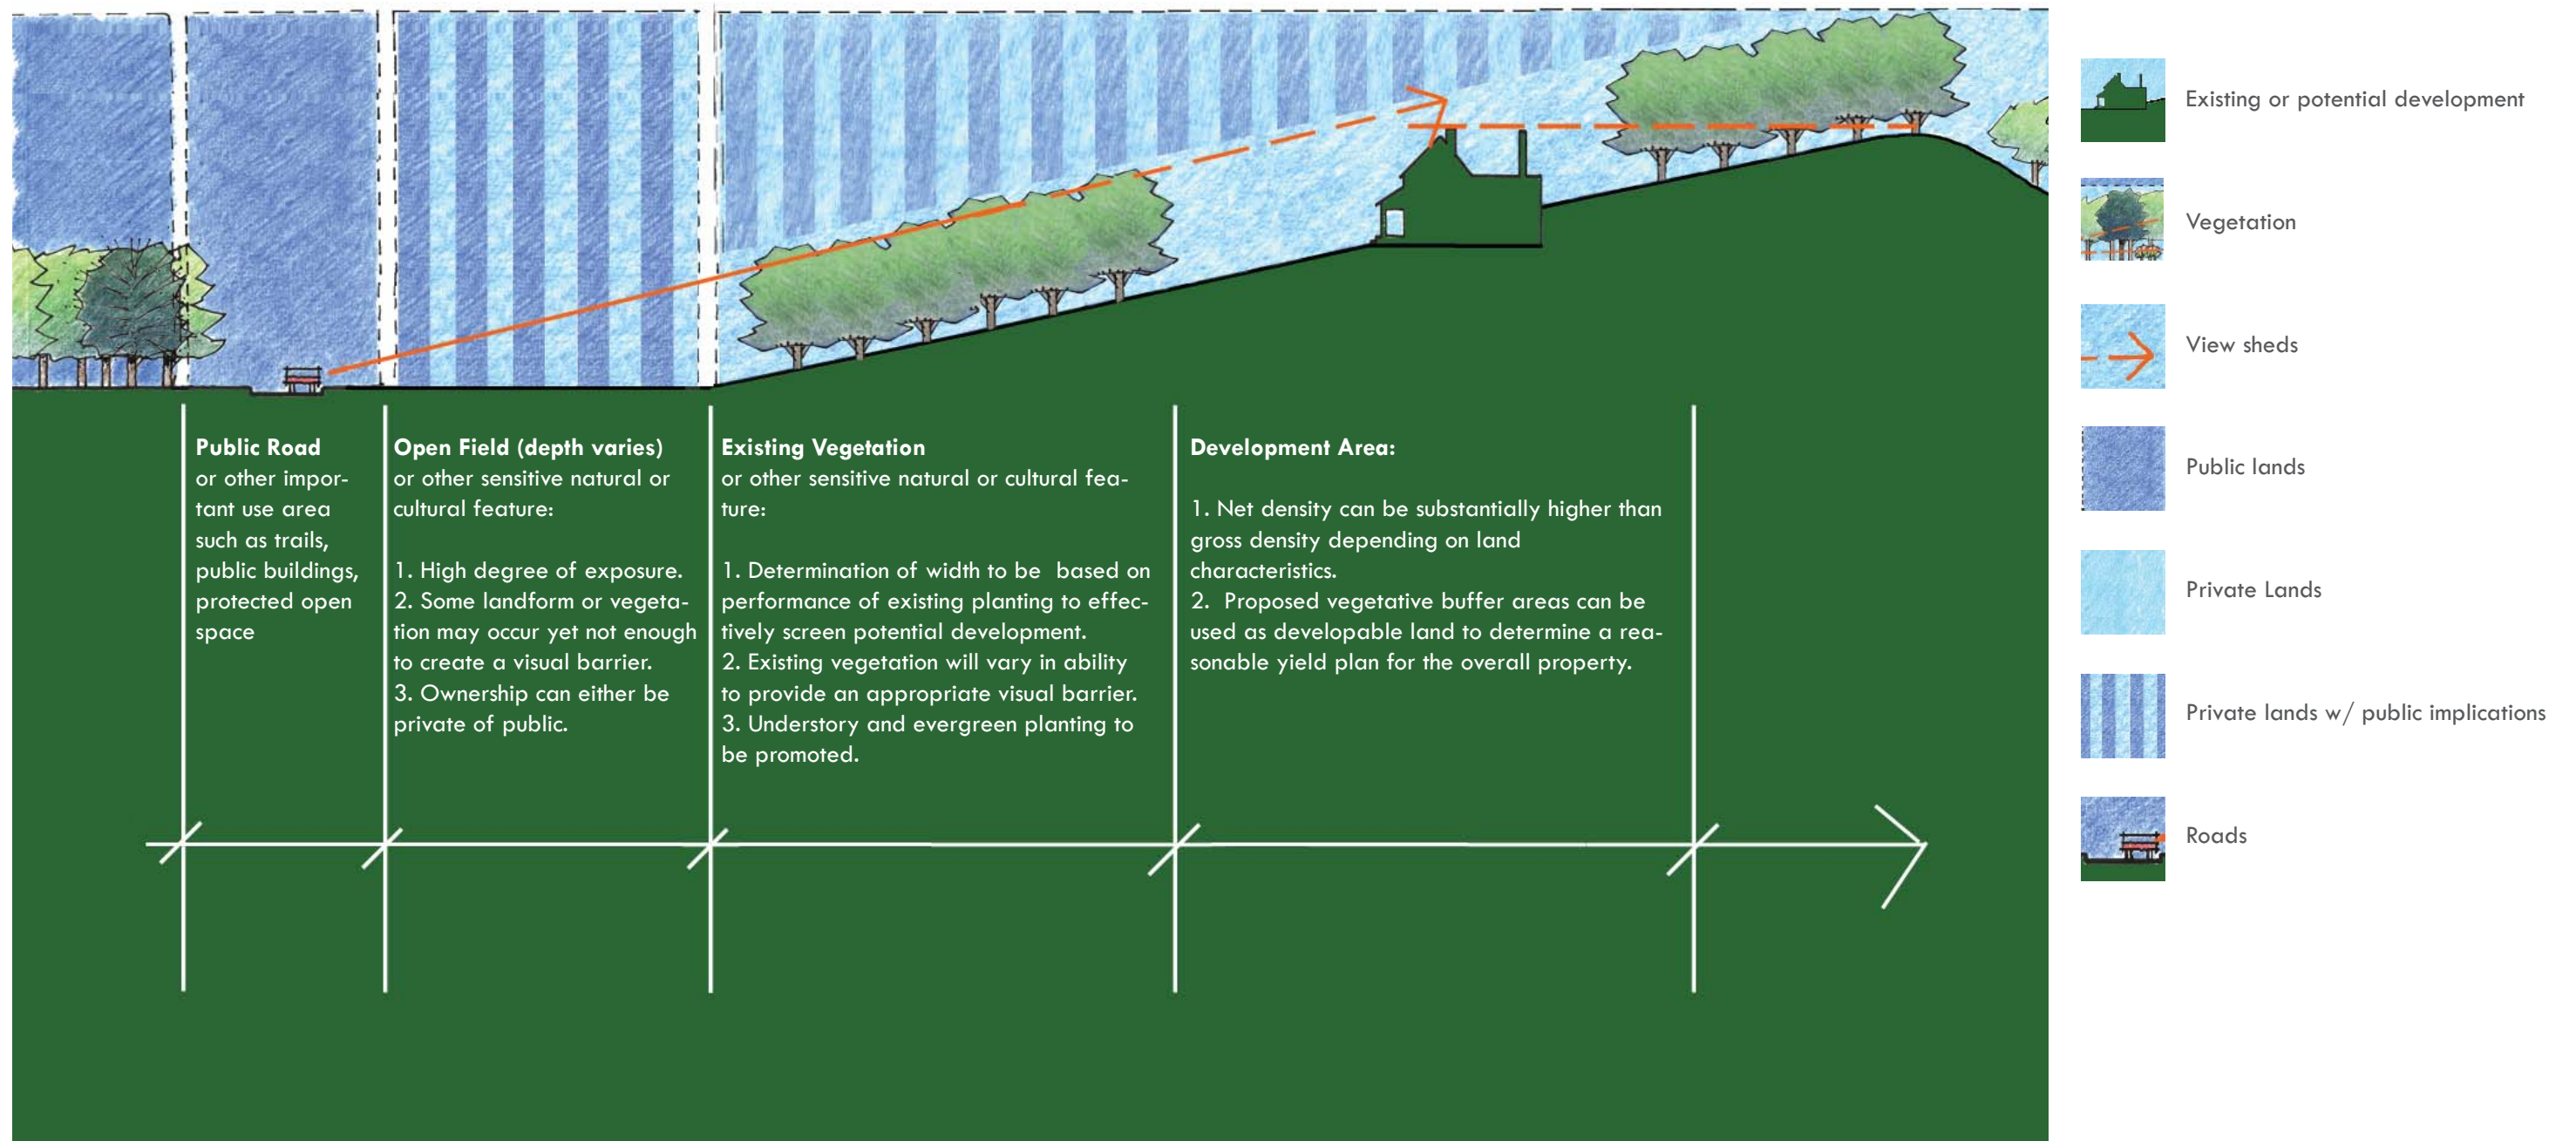 Public Road
or other impor-
tant use area
such as trails,
public buildings,
protected open
space
Open Field (depth varies)
or other sensitive natural or
cultural feature:
1. High degree of exposure.
2. Some landform or vegeta-
tion may occur yet not enough
to create a visual barrier.
3. Ownership can either be
private of public.
Existing Vegetation
or other sensitive natural or cultural fea-
ture:
1. Determination of width to be  based on
performance of existing planting to effec-
tively screen potential development.
2. Existing vegetation will vary in ability
to provide an appropriate visual barrier.
3. Understory and evergreen planting to
be promoted.
Development Area:
1. Net density can be substantially higher than
gross density depending on land
characteristics.
2.  Proposed vegetative buffer areas can be
used as developable land to determine a rea-
sonable yield plan for the overall property.
Existing or potential development
Vegetation
View sheds
Public lands
Private Lands
Private lands w/ public implications
Roads